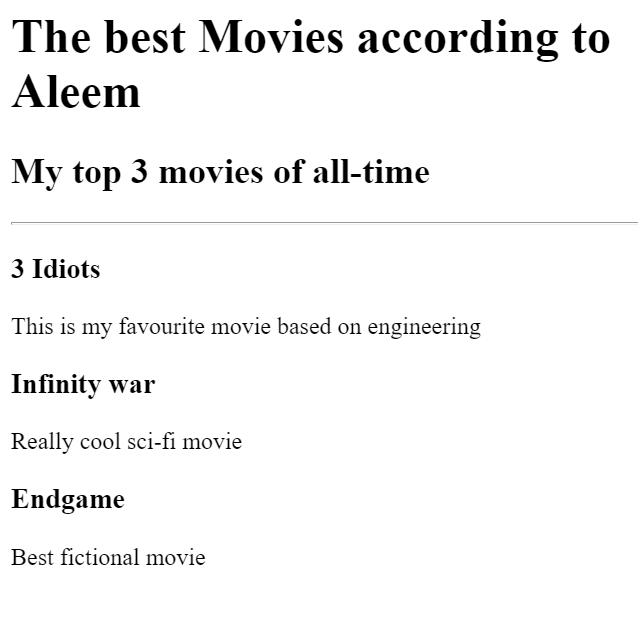 The best Movies according to
Aleem
My top 3 movies of all-time
3 Idiots
This is my favourite movie based on engineering
Infinity war
Really cool sci-fi movie
Endgame
Best fictional movie